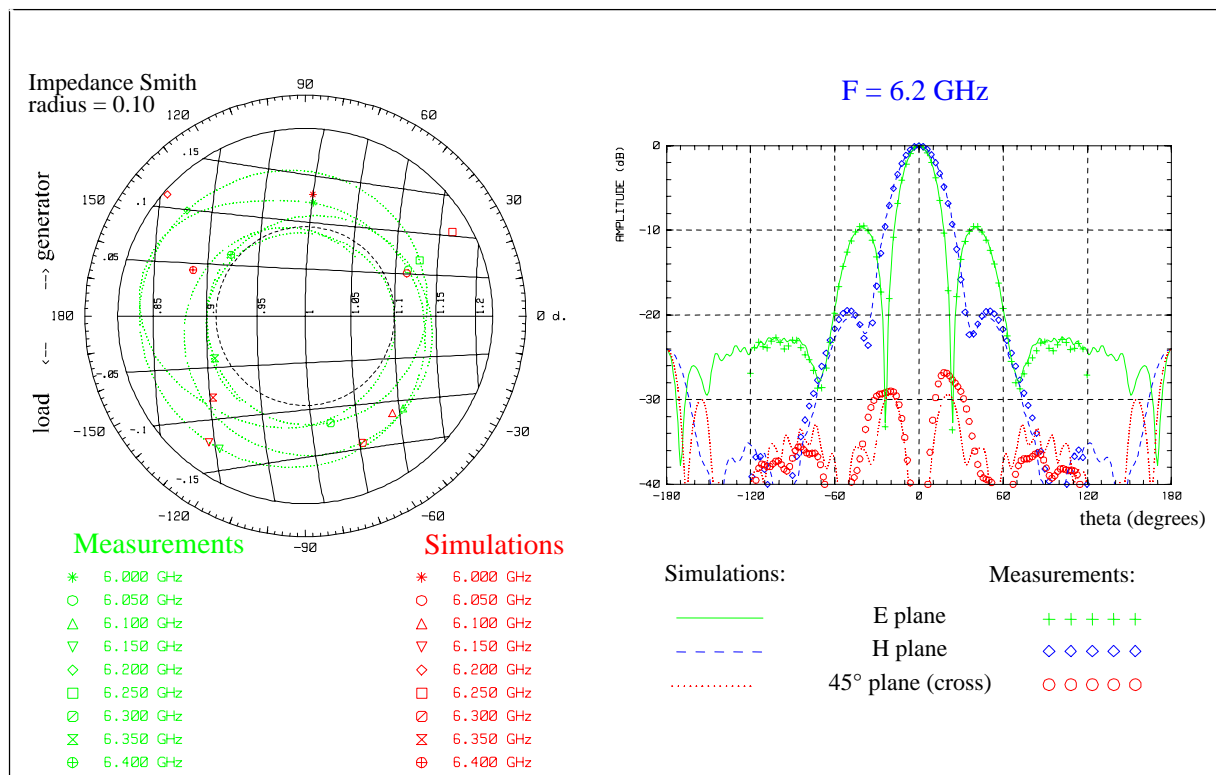 Impedance Smith
radius = 0.10
90
120
60
150
30
180
0 d.
-150
-30
-120
-60
-90
.15
.1
.05
-.05
-.1
-.15
.85
.9
.95
1
1.05
1.1
1.15
1.2
load <-- --> generator
Measurements
6.000 GHz
6.050 GHz
6.100 GHz
6.150 GHz
6.200 GHz
6.250 GHz
6.300 GHz
6.350 GHz
6.400 GHz
Simulations
6.000 GHz
6.050 GHz
6.100 GHz
6.150 GHz
6.200 GHz
6.250 GHz
6.300 GHz
6.350 GHz
6.400 GHz
F = 6.2 GHz
AMPLITUDE (dB)
0
-10
-20
-30
-40
-180
-120
-60
0
60
120
180
theta (degrees)
Simulations: Measurements:
E plane
H plane
45° plane (cross)